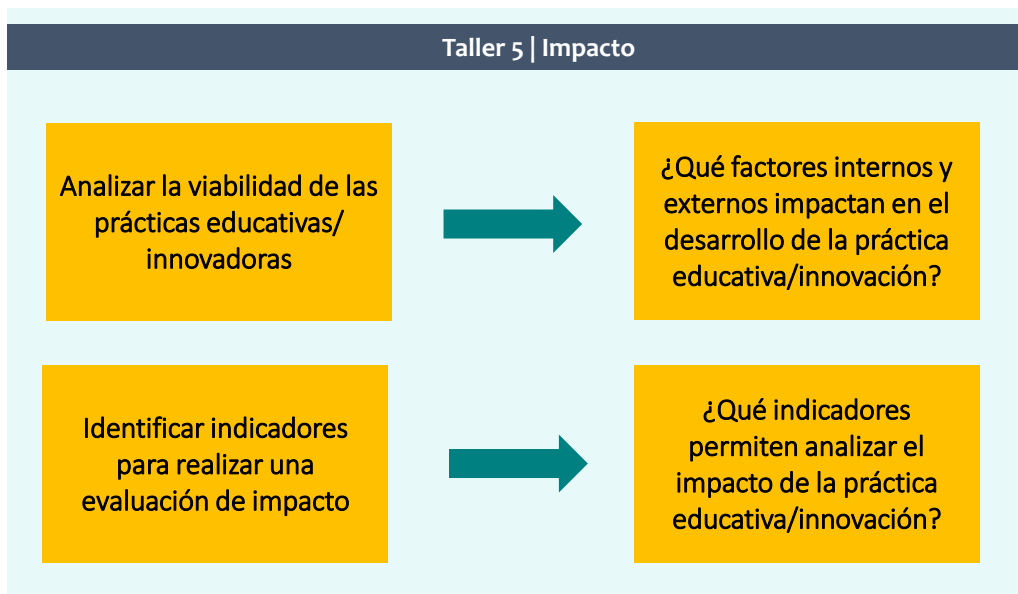 Taller 5 | Impacto
Analizar la viabilidad de las
prácticas educativas/
innovadoras
¿Qué factores internos y
externos impactan en el
desarrollo de la práctica
educativa/innovación?
Identificar indicadores
para realizar una
evaluación de impacto
¿Qué indicadores
permiten analizar el
impacto de la práctica
educativa/innovación?